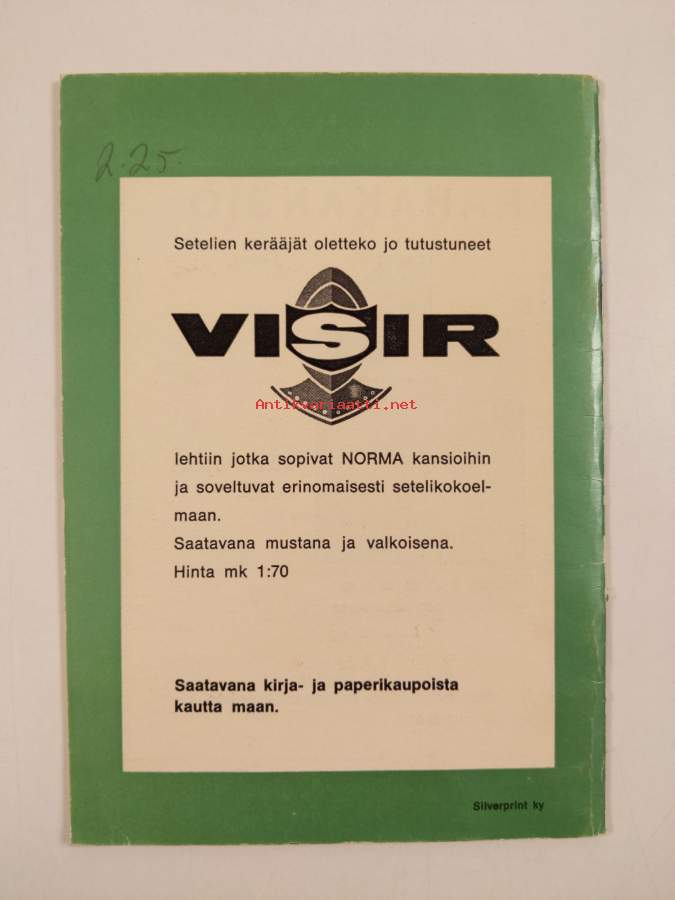 2.25.
Setelien kerääjät oletteko jo tutustuneet
VISIR
Antikvariaatti.net
lehtiin jotka sopivat NORMA kansioihin
ja soveltuvat erinomaisesti setelikokoel-
maan.
Saatavana mustana ja valkoisena.
Hinta mk 1:70
Saatavana kirja- ja paperikaupoista
kautta maan.
Silverprint ky